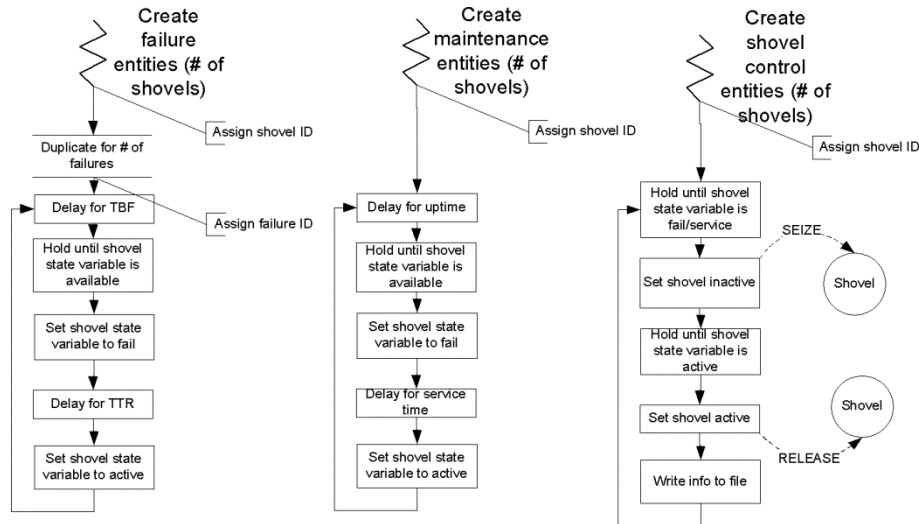 Create
failure
entities (# of
shovels)
Assign shovel ID
Duplicate for # of
failures
Delay for TBF
Assign failure ID
Hold until shovel
state variable is
available
Set shovel state
variable to fail
Delay for TTR
Set shovel state
variable to active
Create
maintenance
entities (# of
shovels)
Assign shovel ID
Delay for uptime
Hold until shovel
state variable is
available
Set shovel state
variable to fail
Delay for service
time
Set shovel state
variable to active
Create
shovel
control
entities (# of
shovels)
Assign shovel ID
Hold until shovel
state variable is
fail/service
SEIZE
Shovel
Set shovel inactive
Hold until shovel
state variable is
active
Set shovel active
Shovel
RELEASE
Write info to file